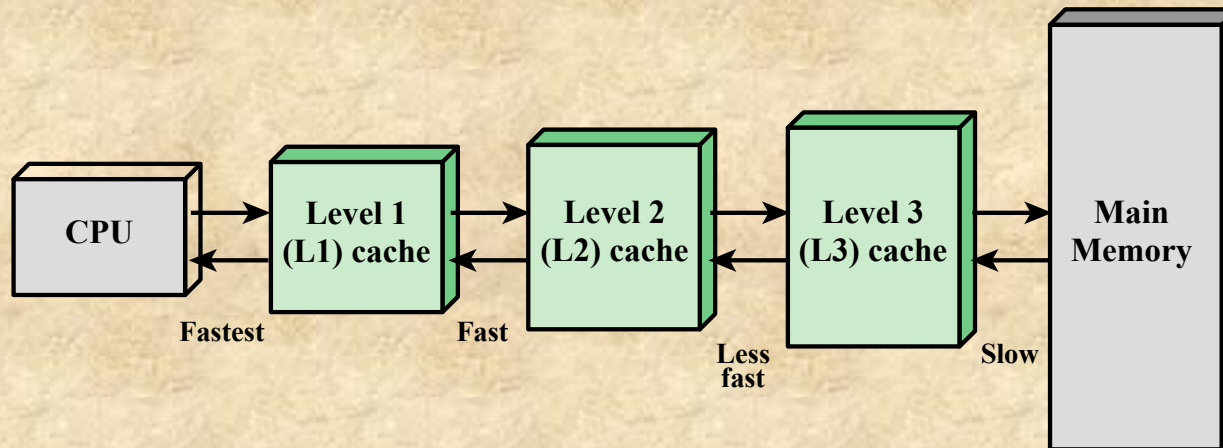 CPU
Level 1
(L1) cache
Level 2
(L2) cache
Level 3
(L3) cache
Main
Memory
Fastest
Fast
Less
fast
Slow